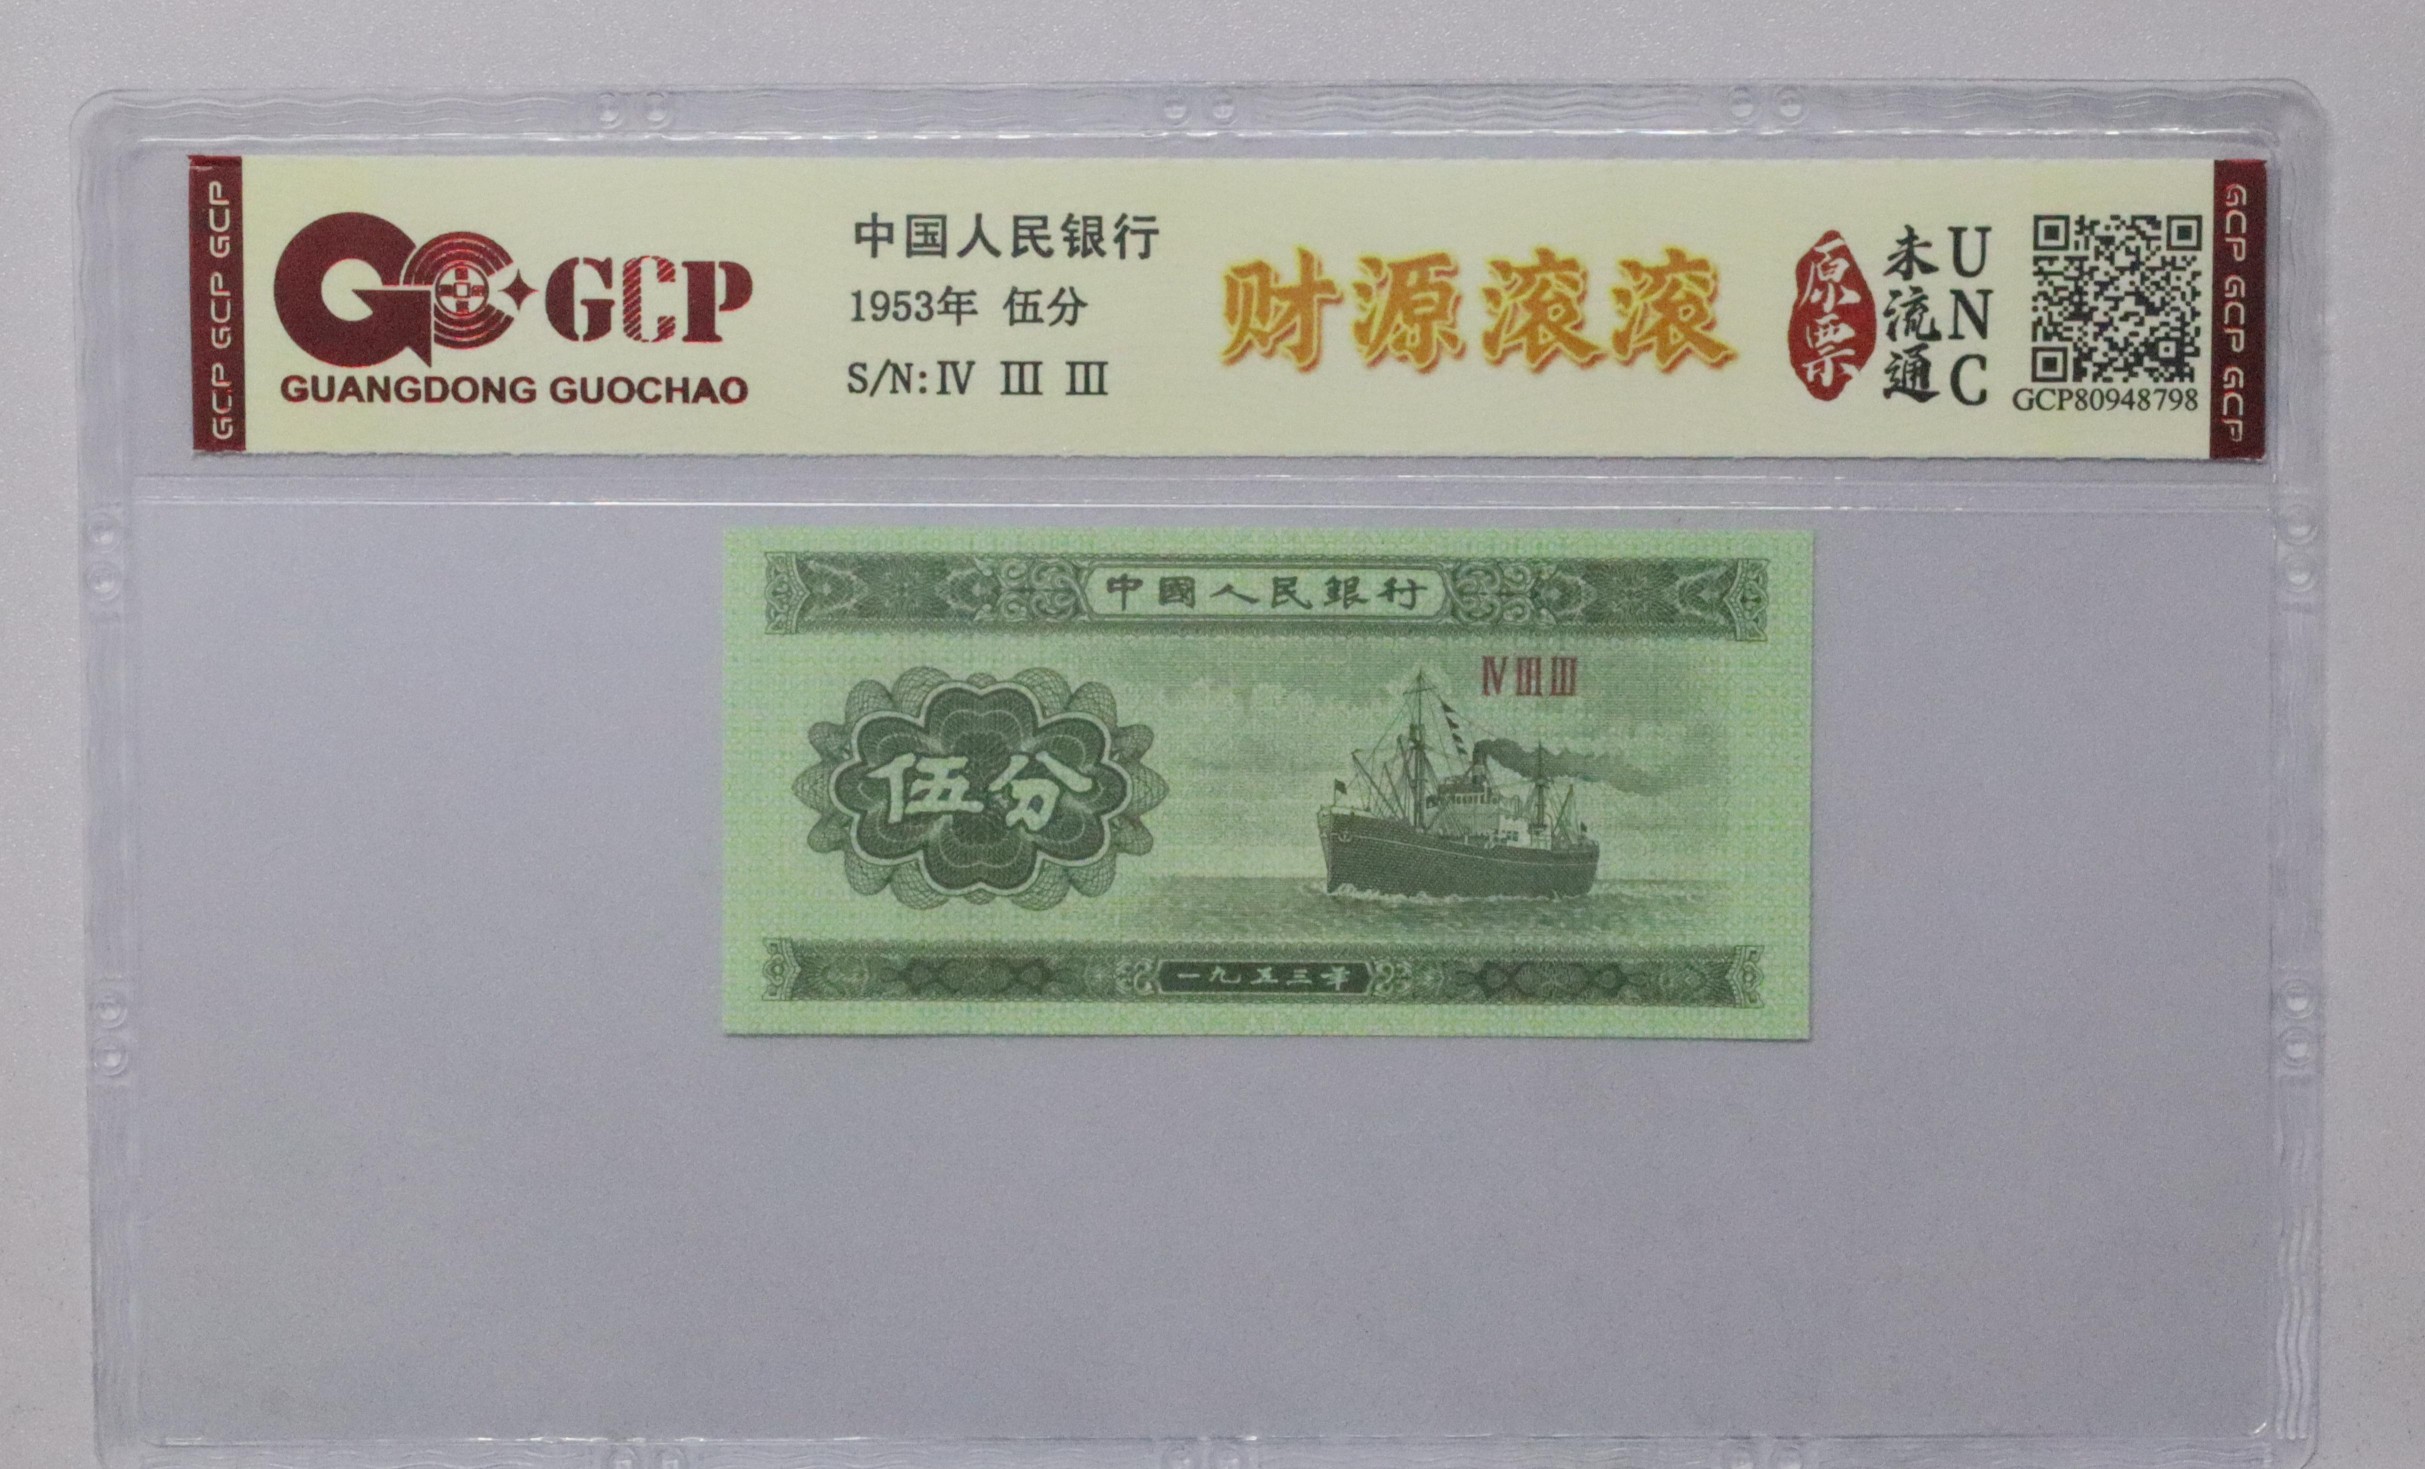 GCP GCP GCP
GCP
GUANGDONG GUOCHAO
中国人民银行
1953年 伍分
S/N:Ⅳ Ⅲ Ⅲ
财源滚滚
原票
未流通
UNC
GCP80948798
GCP GCP GCP
中國人民銀行
Ⅳ Ⅲ Ⅲ
伍分
一九五三年